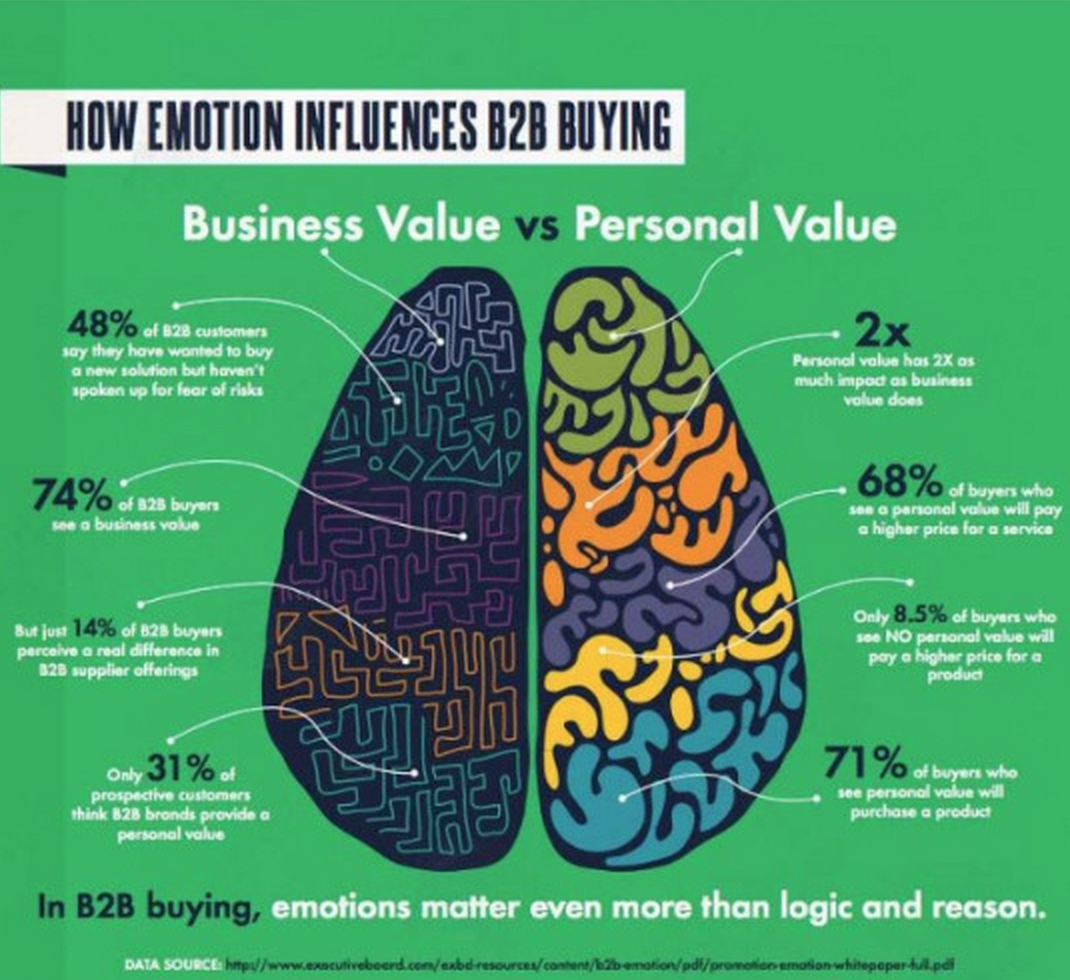 HOW EMOTION INFLUENCES B2B BUYING
Business Value vs Personal Value
48% of B2B customers
say they have wanted to buy
a new solution but haven't
spoken up for fear of risks
74% of B2B buyers
see a business value
But just 14% of B2B buyers
perceive a real difference in
B2B supplier offerings
Only 31% of
prospective customers
think B2B brands provide a
personal value
2x
Personal value has 2X as
much impact as business
value does
68% of buyers who
see a personal value will pay
a higher price for a service
Only 8.5% of buyers who
see NO personal value will
pay a higher price for a
product
71% of buyers who
see personal value will
purchase a product
In B2B buying, emotions matter even more than logic and reason.
DATA SOURCE: http://www.executiveboard.com/exbd-resources/content/b2b-emotion/pdf/promotion-emotion-whitepaper-full.pdf